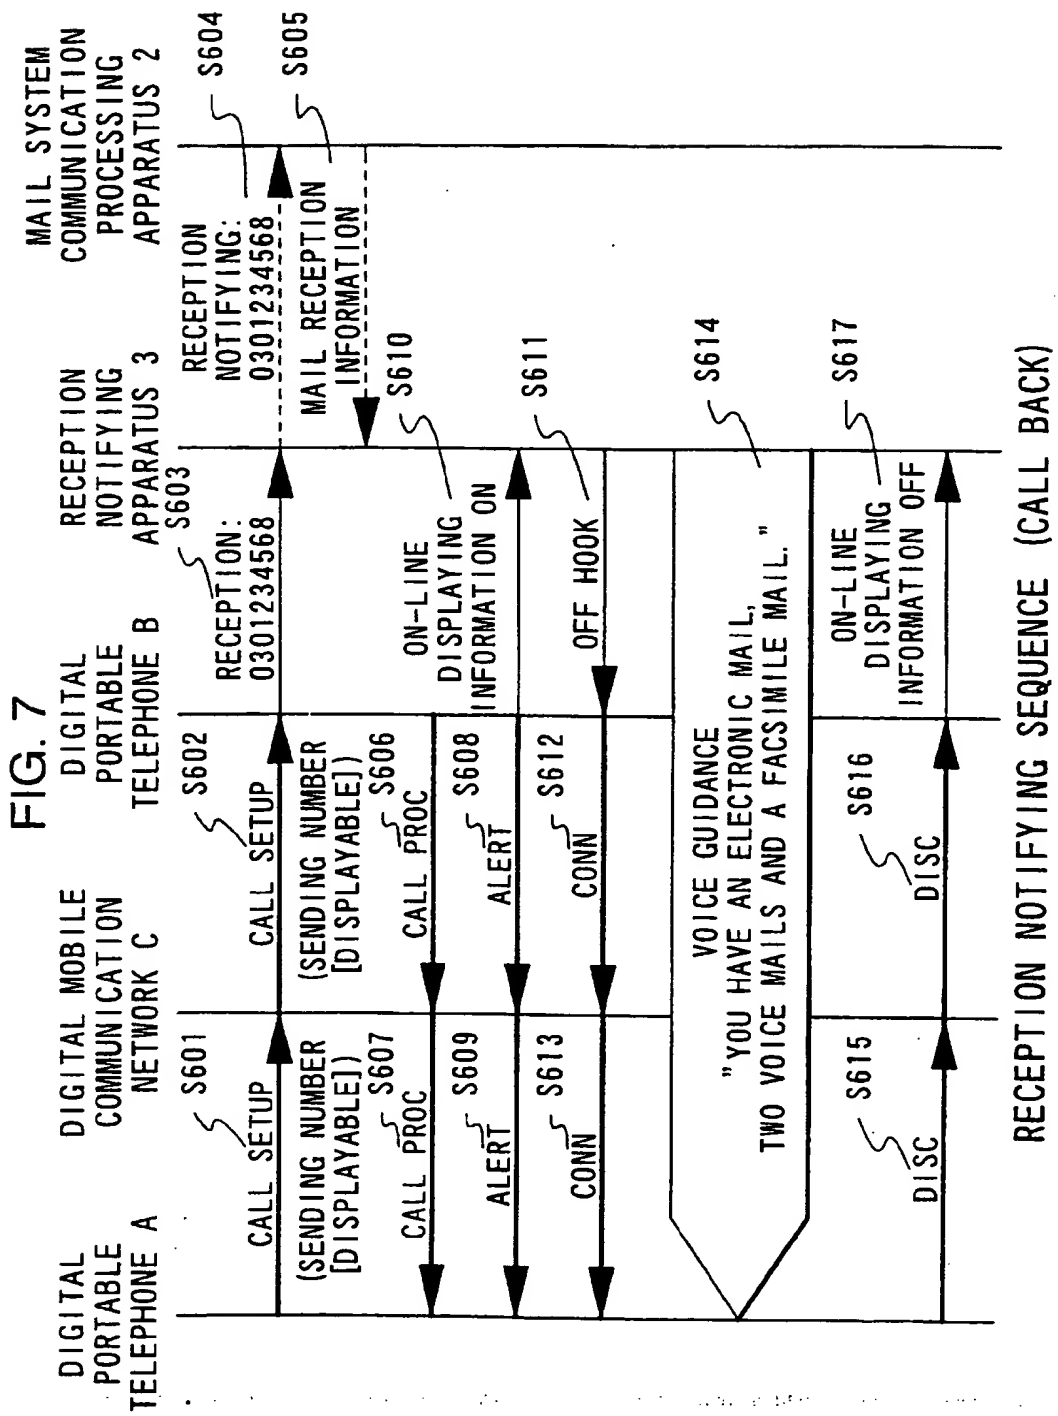 FIG. 7
DIGITAL
PORTABLE
TELEPHONE A
DIGITAL MOBILE
COMMUNICATION
NETWORK C
DIGITAL
PORTABLE
TELEPHONE B
RECEPTION
NOTIFYING
APPARATUS 3
MAIL SYSTEM
COMMUNICATION
PROCESSING
APPARATUS 2
S601
CALL SETUP
(SENDING NUMBER
[DISPLAYABLE])
S602
CALL SETUP
(SENDING NUMBER
[DISPLAYABLE])
S603
RECEPTION:
0301234568
S604
RECEPTION
NOTIFYING:
0301234568
S605
MAIL RECEPTION
INFORMATION
S607
CALL PROC
S606
CALL PROC
S609
ALERT
S608
ALERT
S610
ON-LINE
DISPLAYING
INFORMATION ON
S613
CONN
S612
CONN
S611
OFF HOOK
S614
VOICE GUIDANCE
"YOU HAVE AN ELECTRONIC MAIL,
TWO VOICE MAILS AND A FACSIMILE MAIL."
S615
DISC
S616
DISC
S617
ON-LINE
DISPLAYING
INFORMATION OFF
RECEPTION NOTIFYING SEQUENCE (CALL BACK)